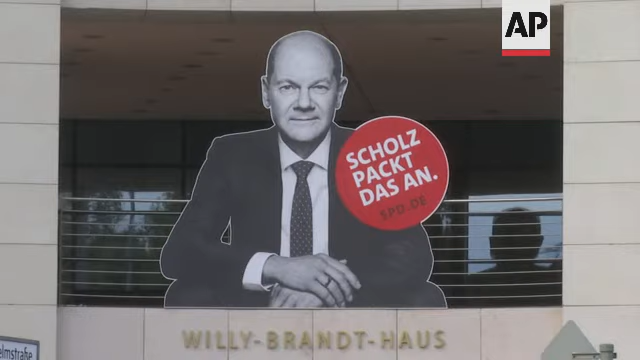 AP
SCHOLZ
PACKT
DAS AN.
SPD.DE
WILLY-BRANDT-HAUS